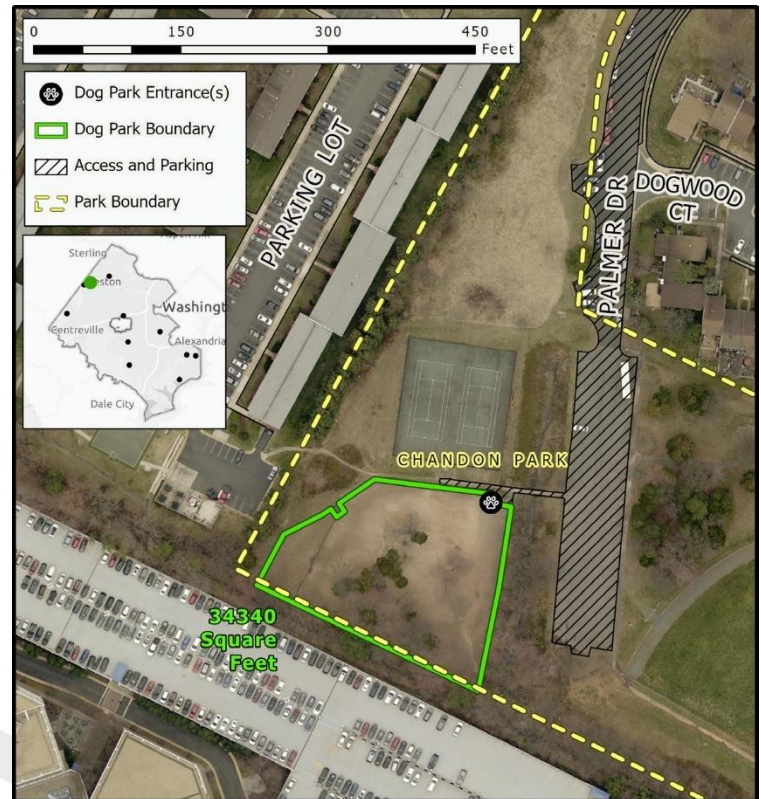 0 150 300 450
Feet
Dog Park Entrance(s)
Dog Park Boundary
Access and Parking
Park Boundary
Sterling
Washingt
Centreville
Alexandria
Dale City
PARKING LOT
PALMER DR
DOGWOOD
CT
CHANDON PARK
34340
Square
Feet